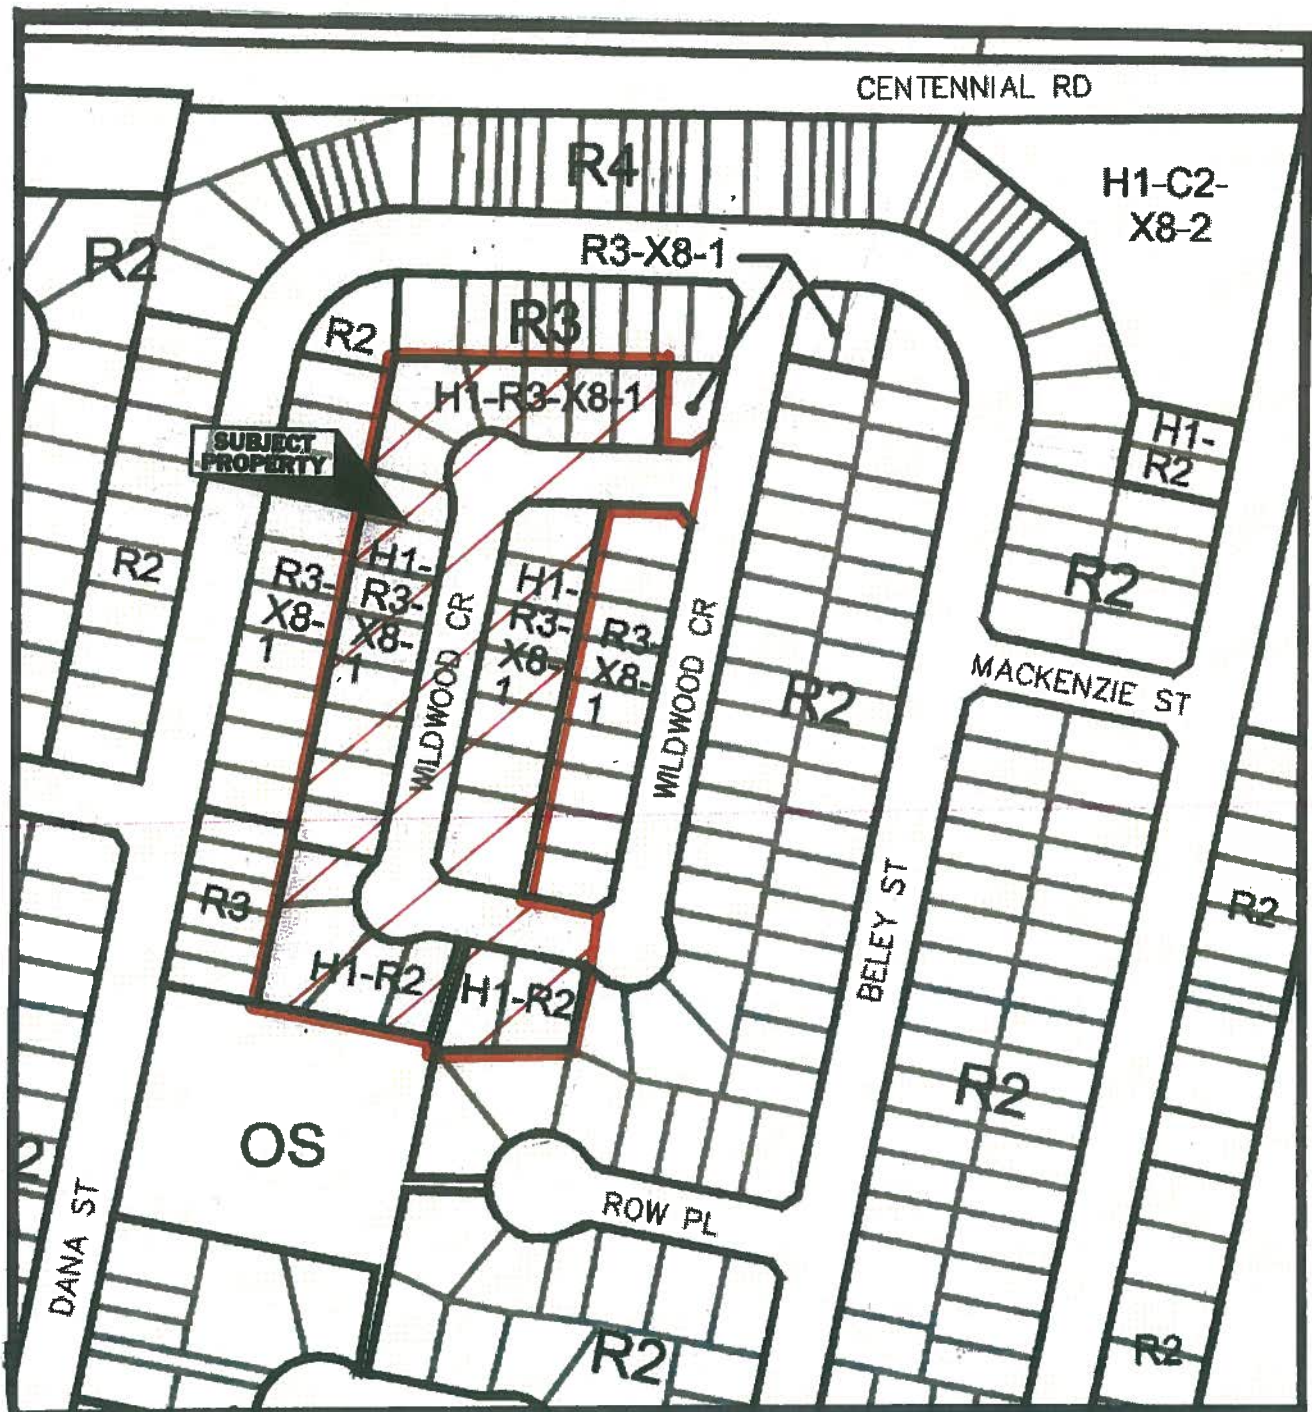 CENTENNIAL RD
R4
H1-C2-
X8-2
R2
R3-X8-1
R3
R2
H1-R3-X8-1
SUBJECT
PROPERTY
H1-
R2
R2
R3-
X8-
1
H1-
R3-
X8-
1
H1-
R3-
X8-
1
R3-
X8-
1
R2
WILDWOOD CR
WILDWOOD CR
R2
MACKENZIE ST
R3
R2
BELEY ST
H1-R2
H1-R2
R2
OS
2
ROW PL
DANA ST
R2
R2